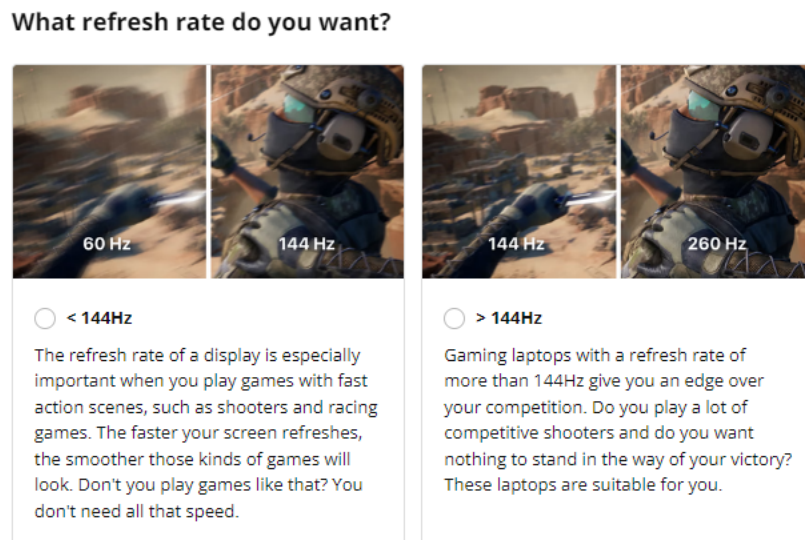 What refresh rate do you want?
60 Hz
144 Hz
144 Hz
260 Hz
< 144Hz
The refresh rate of a display is especially
important when you play games with fast
action scenes, such as shooters and racing
games. The faster your screen refreshes,
the smoother those kinds of games will
look. Don't you play games like that? You
don't need all that speed.
> 144Hz
Gaming laptops with a refresh rate of
more than 144Hz give you an edge over
your competition. Do you play a lot of
competitive shooters and do you want
nothing to stand in the way of your victory?
These laptops are suitable for you.